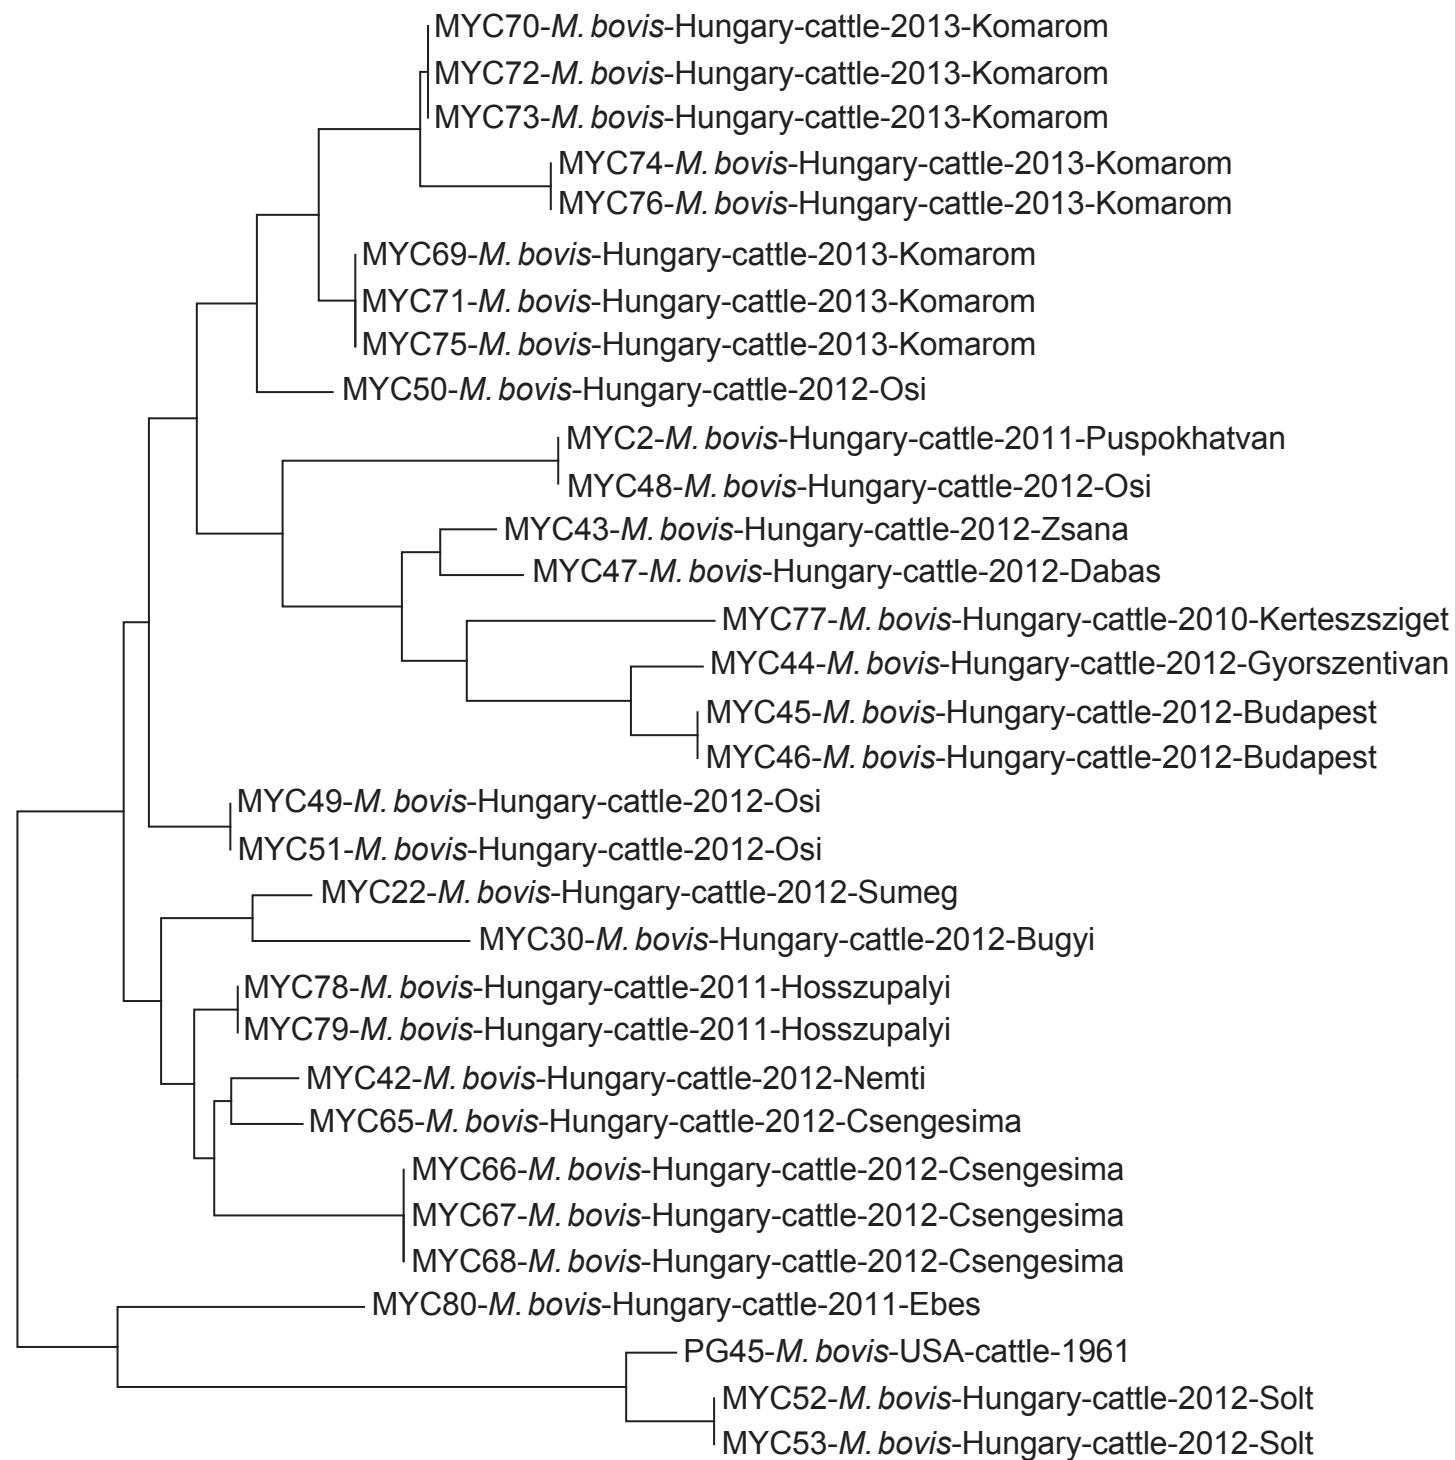 MYC70-M. bovis-Hungary-cattle-2013-Komarom
MYC72-M. bovis-Hungary-cattle-2013-Komarom
MYC73-M. bovis-Hungary-cattle-2013-Komarom
MYC74-M. bovis-Hungary-cattle-2013-Komarom
MYC76-M. bovis-Hungary-cattle-2013-Komarom
MYC69-M. bovis-Hungary-cattle-2013-Komarom
MYC71-M. bovis-Hungary-cattle-2013-Komarom
MYC75-M. bovis-Hungary-cattle-2013-Komarom
MYC50-M. bovis-Hungary-cattle-2012-Osi
MYC2-M. bovis-Hungary-cattle-2011-Puspokhatvan
MYC48-M. bovis-Hungary-cattle-2012-Osi
MYC43-M. bovis-Hungary-cattle-2012-Zsana
MYC47-M. bovis-Hungary-cattle-2012-Dabas
MYC77-M. bovis-Hungary-cattle-2010-Kerteszsziget
MYC44-M. bovis-Hungary-cattle-2012-Gyorszentivan
MYC45-M. bovis-Hungary-cattle-2012-Budapest
MYC46-M. bovis-Hungary-cattle-2012-Budapest
MYC49-M. bovis-Hungary-cattle-2012-Osi
MYC51-M. bovis-Hungary-cattle-2012-Osi
MYC22-M. bovis-Hungary-cattle-2012-Sumeg
MYC30-M. bovis-Hungary-cattle-2012-Bugyi
MYC78-M. bovis-Hungary-cattle-2011-Hosszupalyi
MYC79-M. bovis-Hungary-cattle-2011-Hosszupalyi
MYC42-M. bovis-Hungary-cattle-2012-Nemti
MYC65-M. bovis-Hungary-cattle-2012-Csengesima
MYC66-M. bovis-Hungary-cattle-2012-Csengesima
MYC67-M. bovis-Hungary-cattle-2012-Csengesima
MYC68-M. bovis-Hungary-cattle-2012-Csengesima
MYC80-M. bovis-Hungary-cattle-2011-Ebes
PG45-M. bovis-USA-cattle-1961
MYC52-M. bovis-Hungary-cattle-2012-Solt
MYC53-M. bovis-Hungary-cattle-2012-Solt